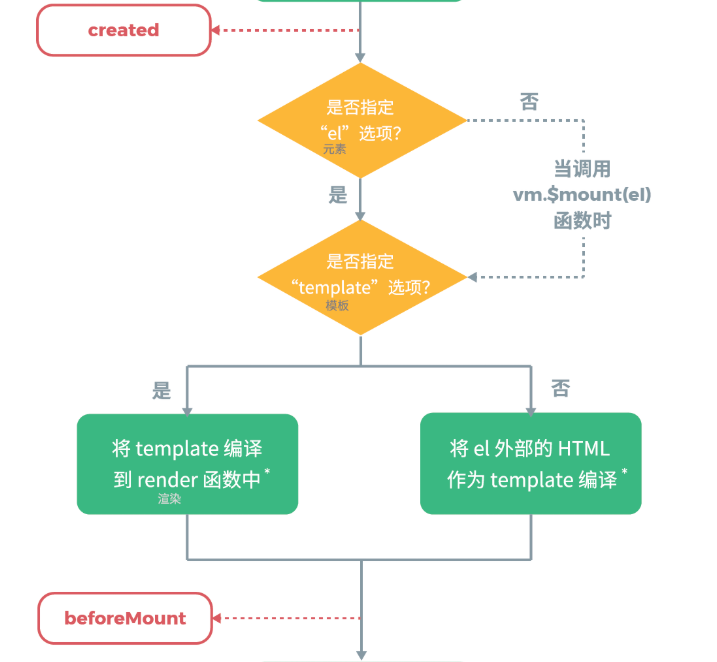 created
是否指定
“el”选项？
元素
否
当调用
vm.$mount(el)
函数时
是
是否指定
“template”选项？
模板
是
否
将 template 编译
到 render 函数中*
渲染
将 el 外部的 HTML
作为 template 编译*
beforeMount